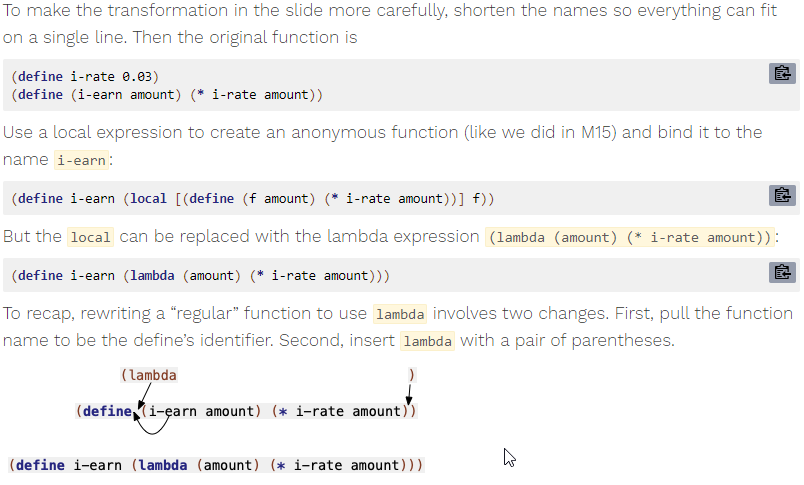 To make the transformation in the slide more carefully, shorten the names so everything can fit
on a single line. Then the original function is
(define i-rate 0.03)
(define (i-earn amount) (* i-rate amount))
Use a local expression to create an anonymous function (like we did in M15) and bind it to the
name i-earn:
(define i-earn (local [(define (f amount) (* i-rate amount))] f))
But the local can be replaced with the lambda expression (lambda (amount) (* i-rate amount)):
(define i-earn (lambda (amount) (* i-rate amount)))
To recap, rewriting a “regular” function to use lambda involves two changes. First, pull the function
name to be the define’s identifier. Second, insert lambda with a pair of parentheses.
(lambda )
(define (i-earn amount) (* i-rate amount))
(define i-earn (lambda (amount) (* i-rate amount)))